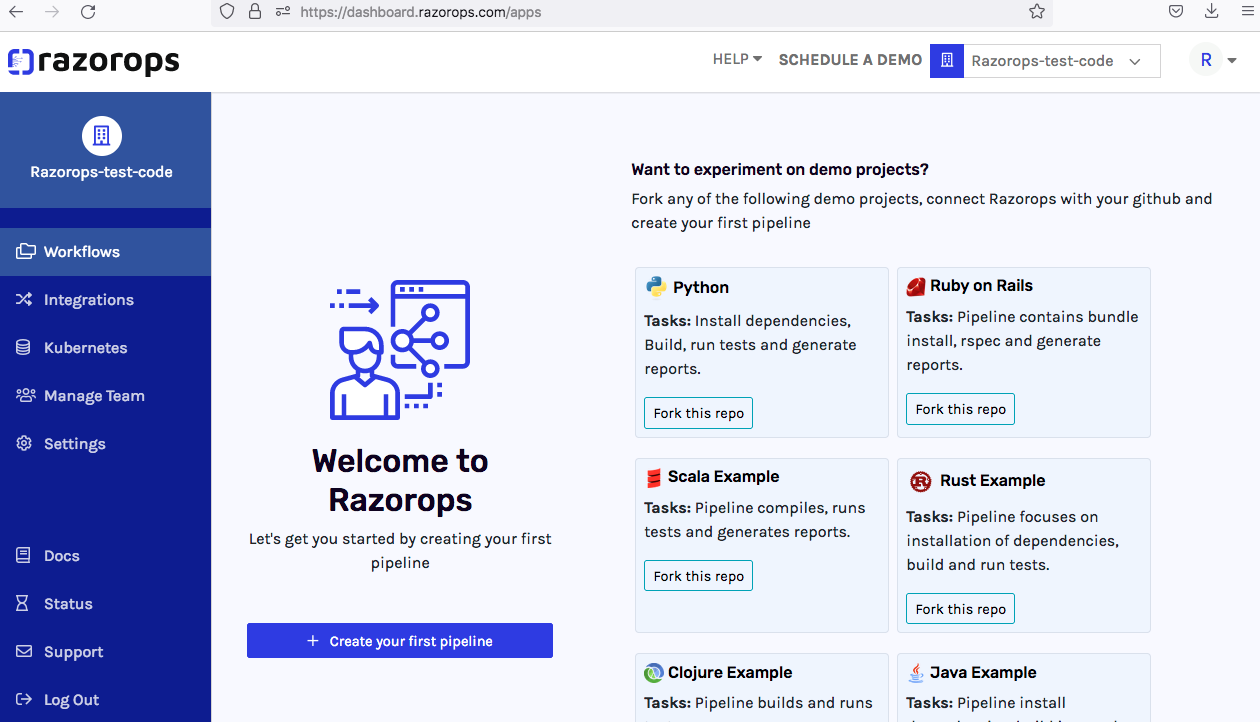 https://dashboard.razorops.com/apps
razorops
HELP
SCHEDULE A DEMO
Razorops-test-code
R
Razorops-test-code
Workflows
Integrations
Kubernetes
Manage Team
Settings
Docs
Status
Support
Log Out
Welcome to
Razorops
Let's get you started by creating your first
pipeline
+ Create your first pipeline
Want to experiment on demo projects?
Fork any of the following demo projects, connect Razorops with your github and
create your first pipeline
Python
Tasks: Install dependencies,
Build, run tests and generate
reports.
Fork this repo
Ruby on Rails
Tasks: Pipeline contains bundle
install, rspec and generate
reports.
Fork this repo
Scala Example
Tasks: Pipeline compiles, runs
tests and generates reports.
Fork this repo
Rust Example
Tasks: Pipeline focuses on
installation of dependencies,
build and run tests.
Fork this repo
Clojure Example
Tasks: Pipeline builds and runs
Java Example
Tasks: Pipeline install